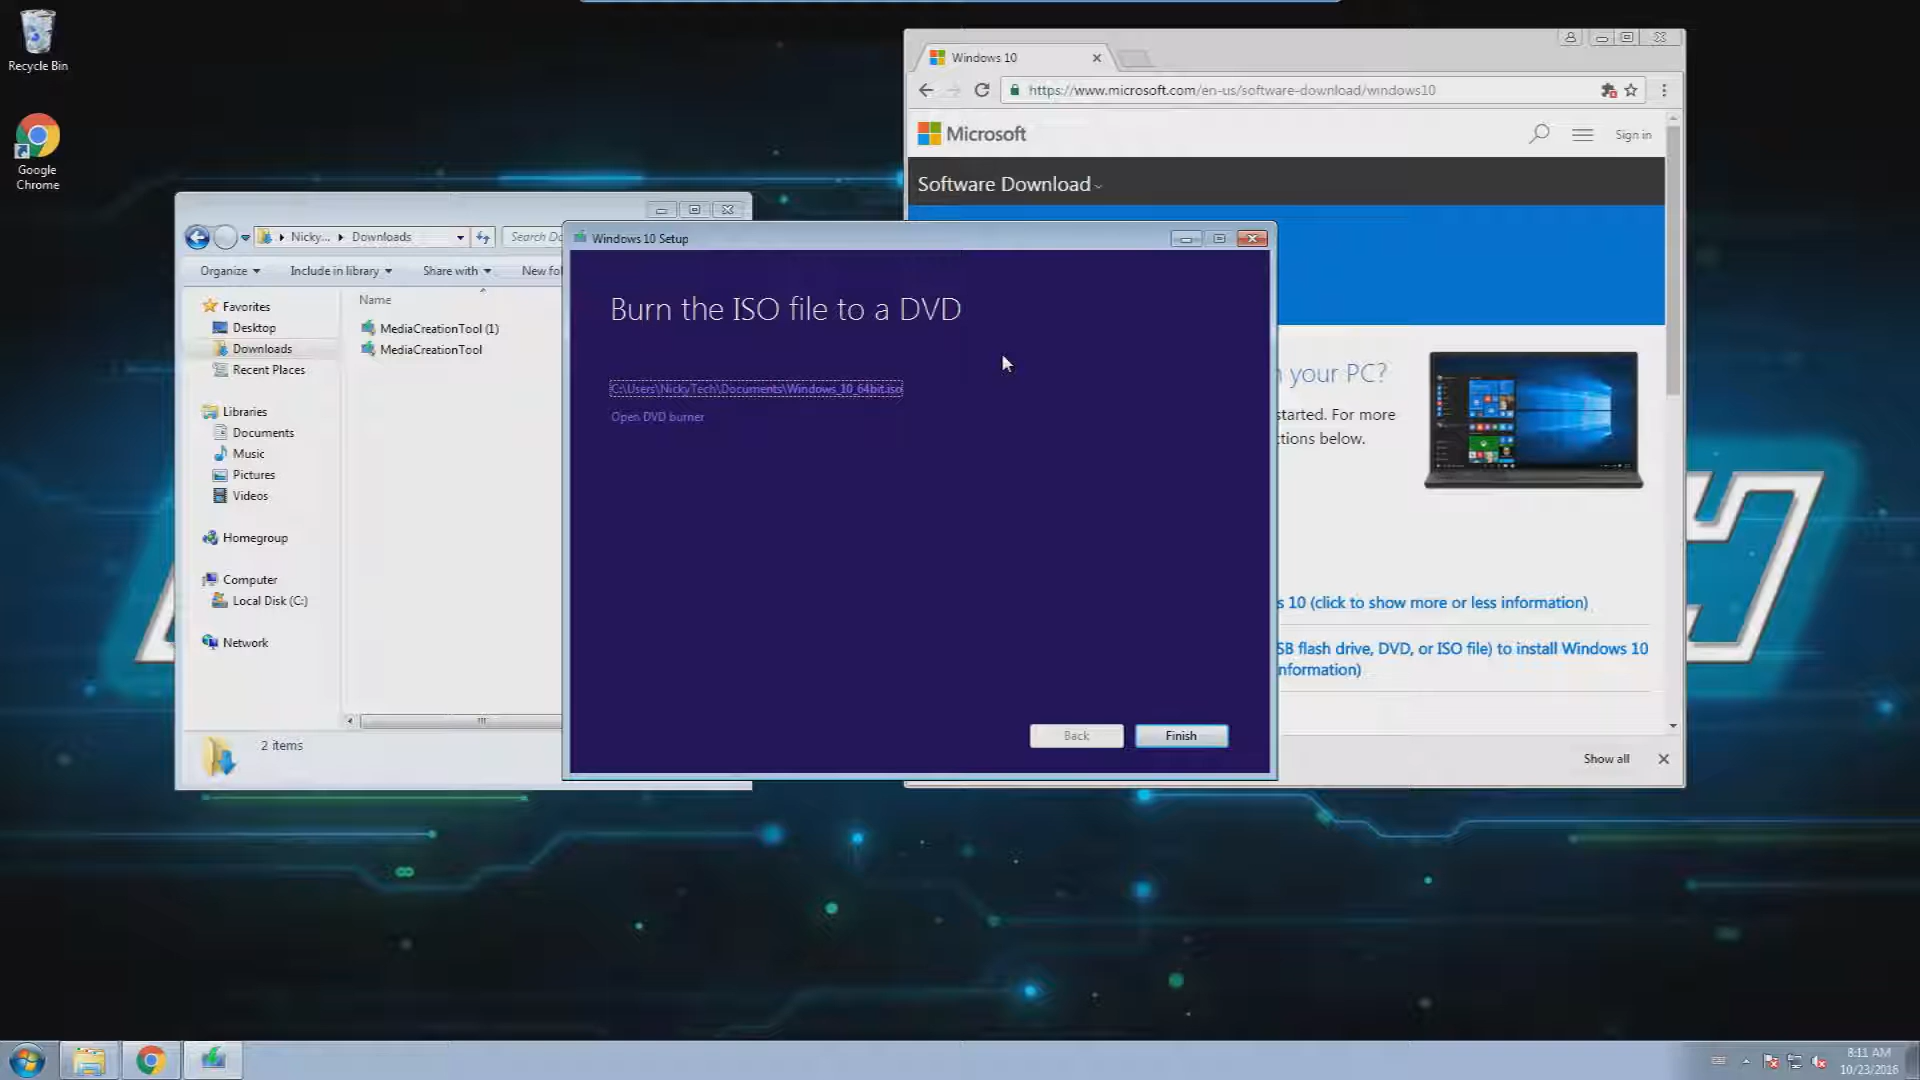 Recycle Bin
Google
Chrome
Nicky...
Downloads
Search Do
Organize
Include in library
Share with
New fol
Favorites
Desktop
Downloads
Recent Places
Libraries
Documents
Music
Pictures
Videos
Homegroup
Computer
Local Disk (C:)
Network
Name
MediaCreationTool (1)
MediaCreationTool
2 items
Windows 10 Setup
Burn the ISO file to a DVD
C:\Users\NickyTech\Documents\Windows_10_64bit.iso
Open DVD burner
Back
Finish
Windows 10
https://www.microsoft.com/en-us/software-download/windows10
Microsoft
Sign in
Software Download
your PC?
started. For more
tions below.
s 10 (click to show more or less information)
SB flash drive, DVD, or ISO file) to install Windows 10
nformation)
Show all
8:11 AM
10/23/2016